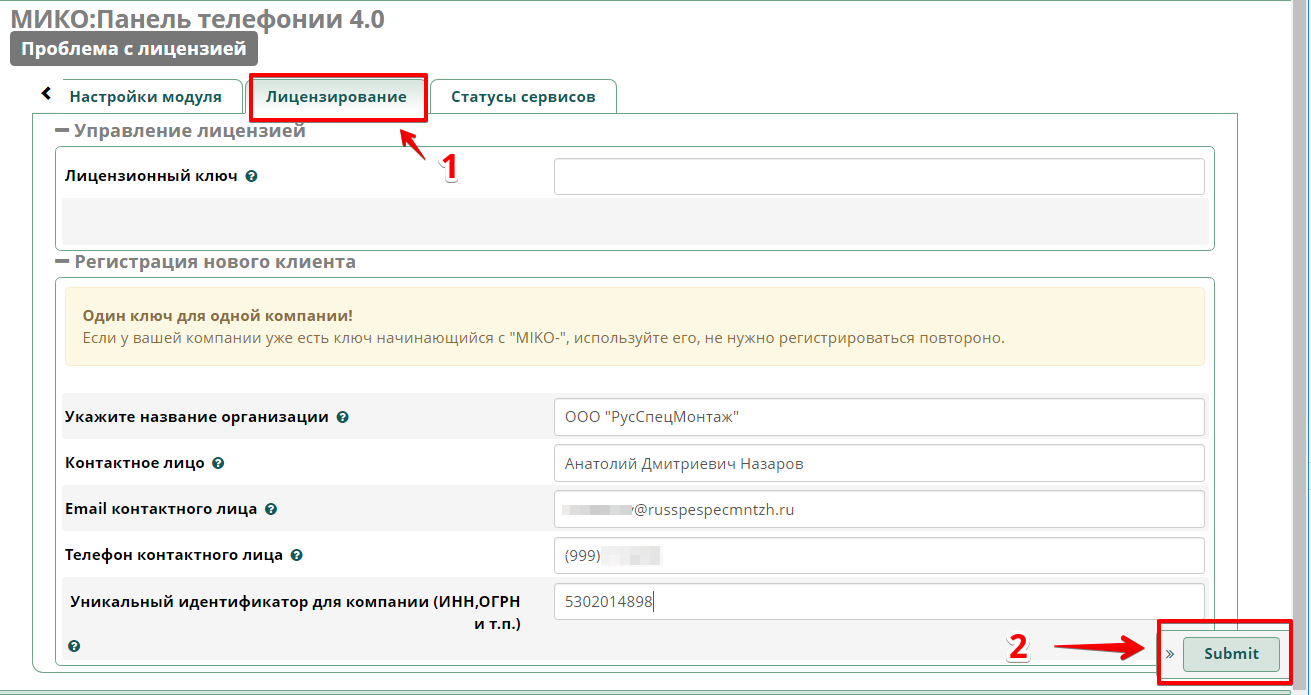 МИКО:Панель телефонии 4.0
Проблема с лицензией
Настройки модуля Лицензирование Статусы сервисов
Управление лицензией
1
Лицензионный ключ
Регистрация нового клиента
Один ключ для одной компании!
Если у вашей компании уже есть ключ начинающийся с "MIKO-", используйте его, не нужно регистрироваться повтороно.
Укажите название организации ООО "РусСпецМонтаж"
Контактное лицо Анатолий Дмитриевич Назаров
Email контактного лица @russpespecmntzh.ru
Телефон контактного лица (999)
Уникальный идентификатор для компании (ИНН,ОГРН 5302014898
и т.п.)
2 » Submit